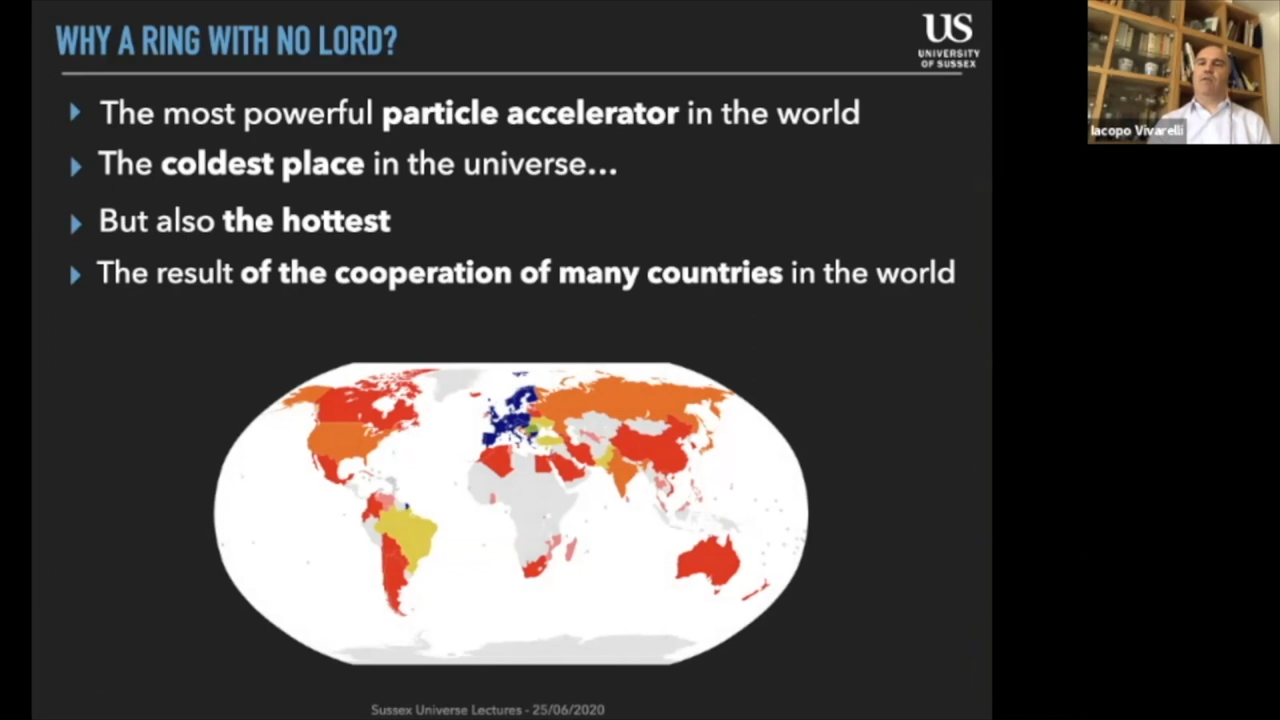 WHY A RING WITH NO LORD?
US
UNIVERSITY
OF SUSSEX
The most powerful particle accelerator in the world
The coldest place in the universe...
But also the hottest
The result of the cooperation of many countries in the world
Sussex Universe Lectures - 25/06/2020
Iacopo Vivarelli